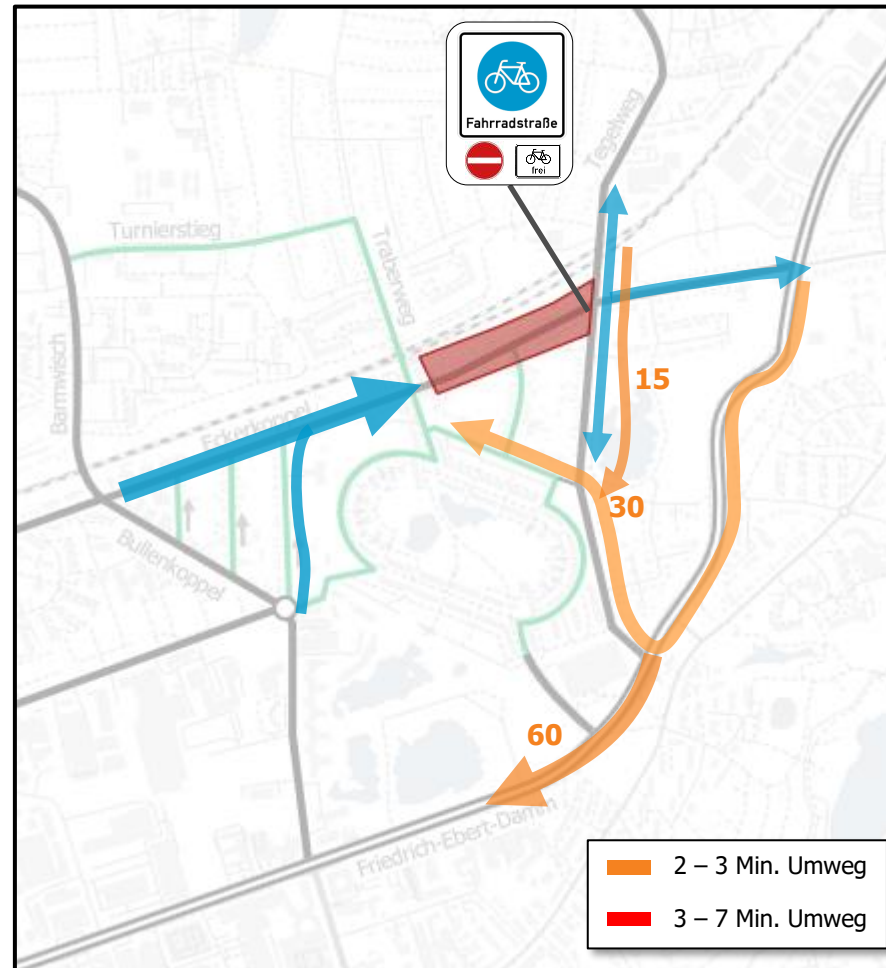 Fahrradstraße
frei
Tegelweg
Turnierstieg
Traberweg
15
Barmwisch
Eckerkoppel
30
Bullenkoppel
60
Friedrich-Ebert-Damm
2 – 3 Min. Umweg
3 – 7 Min. Umweg